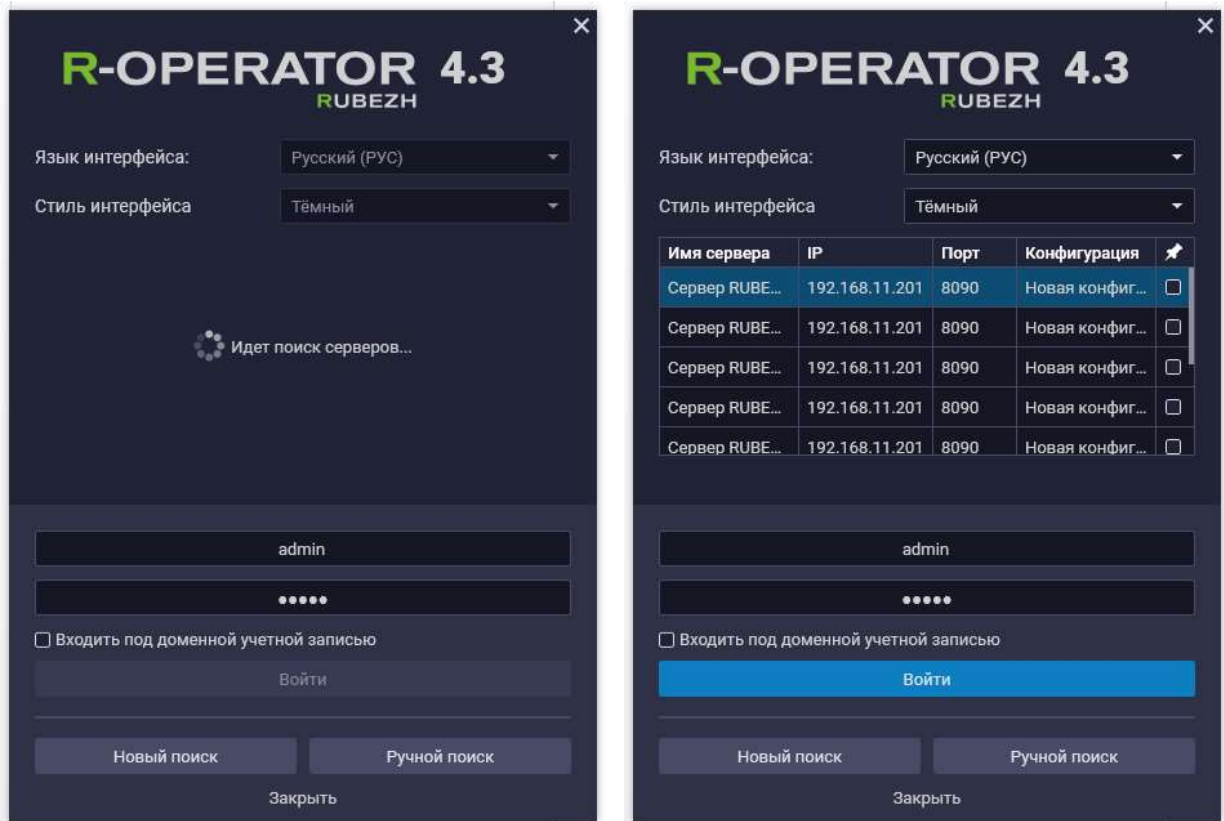 R-OPERATOR 4.3
RUBEZH
Язык интерфейса: Русский (РУС)
Стиль интерфейса Тёмный
Идет поиск серверов...
admin
•••••
Входить под доменной учетной записью
Войти
Новый поиск Ручной поиск
Закрыть
R-OPERATOR 4.3
RUBEZH
Язык интерфейса: Русский (РУС)
Стиль интерфейса Тёмный
Имя сервера IP Порт Конфигурация
Сервер RUBE... 192.168.11.201 8090 Новая конфиг...
Сервер RUBE... 192.168.11.201 8090 Новая конфиг...
Сервер RUBE... 192.168.11.201 8090 Новая конфиг...
Сервер RUBE... 192.168.11.201 8090 Новая конфиг...
Сервер RUBE... 192.168.11.201 8090 Новая конфиг...
admin
•••••
Входить под доменной учетной записью
Войти
Новый поиск Ручной поиск
Закрыть